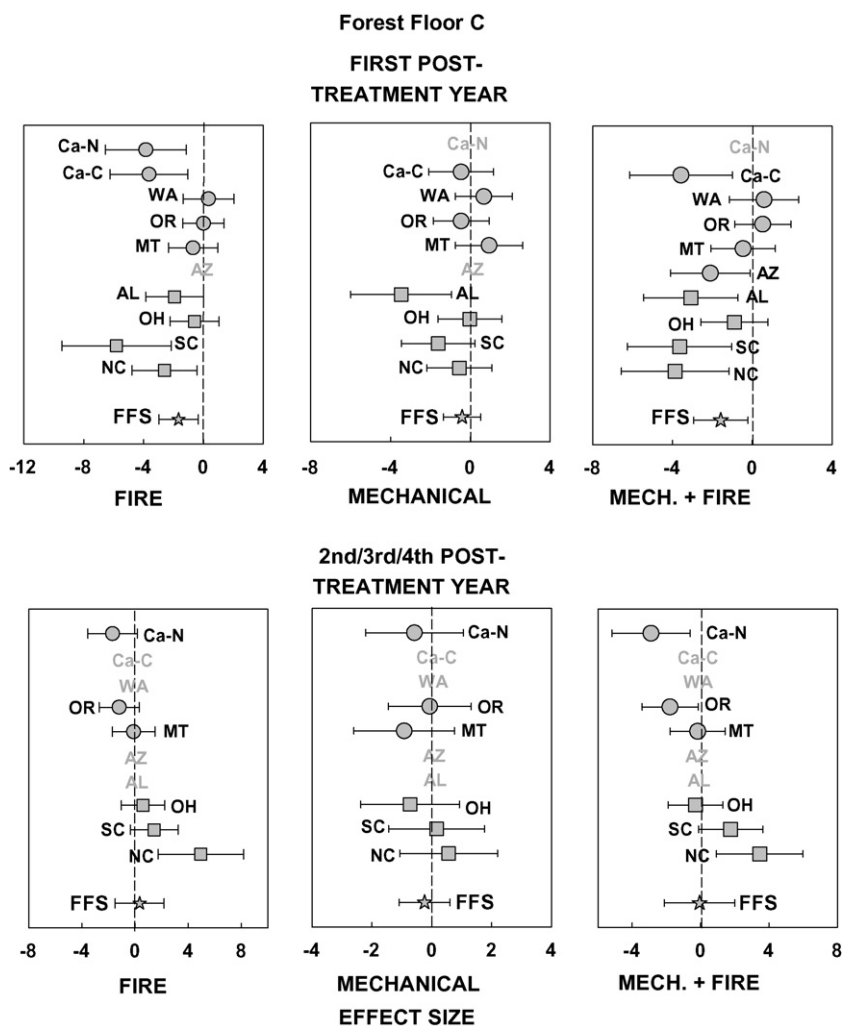 Forest Floor C
FIRST POST-
TREATMENT YEAR
Ca-N
Ca-C
WA
OR
MT
AZ
AL
OH
SC
NC
FFS
-12 -8 -4 0 4
FIRE
Ca-N
Ca-C
WA
OR
MT
AZ
AL
OH
SC
NC
FFS
-8 -4 0 4
MECHANICAL
Ca-N
Ca-C
WA
OR
MT
AZ
AL
OH
SC
NC
FFS
-8 -4 0 4
MECH. + FIRE
2nd/3rd/4th POST-
TREATMENT YEAR
Ca-N
Ca-C
WA
OR
MT
AZ
AL
OH
SC
NC
FFS
-8 -4 0 4 8
FIRE
Ca-N
Ca-C
WA
OR
MT
AZ
AL
OH
SC
NC
FFS
-4 -2 0 2 4
MECHANICAL
Ca-N
Ca-C
WA
OR
MT
AZ
AL
OH
SC
NC
FFS
-4 0 4 8
MECH. + FIRE
EFFECT SIZE